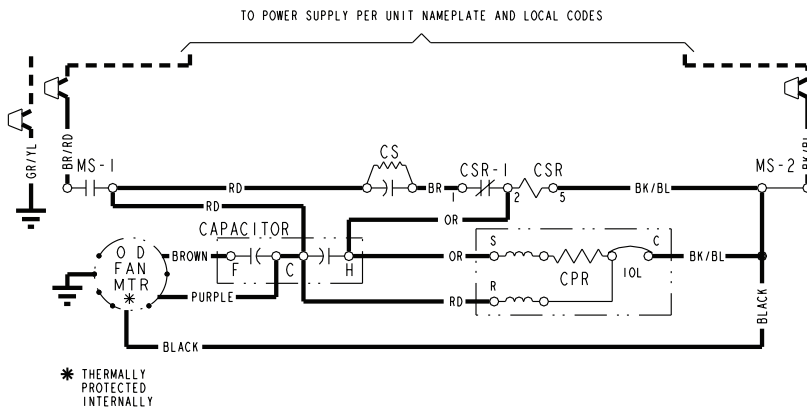 TO POWER SUPPLY PER UNIT NAMEPLATE AND LOCAL CODES
GR/YL
BR/RD
MS-1
CS
CSR-1
CSR
MS-2
BK/BL
RD
BR
1
2
5
BK/BL
RD
OR
CAPACITOR
O D
FAN
MTR
*
BROWN
F
C
H
OR
S
CPR
IOL
C
BK/BL
PURPLE
RD
R
BLACK
BLACK
* THERMALLY
PROTECTED
INTERNALLY